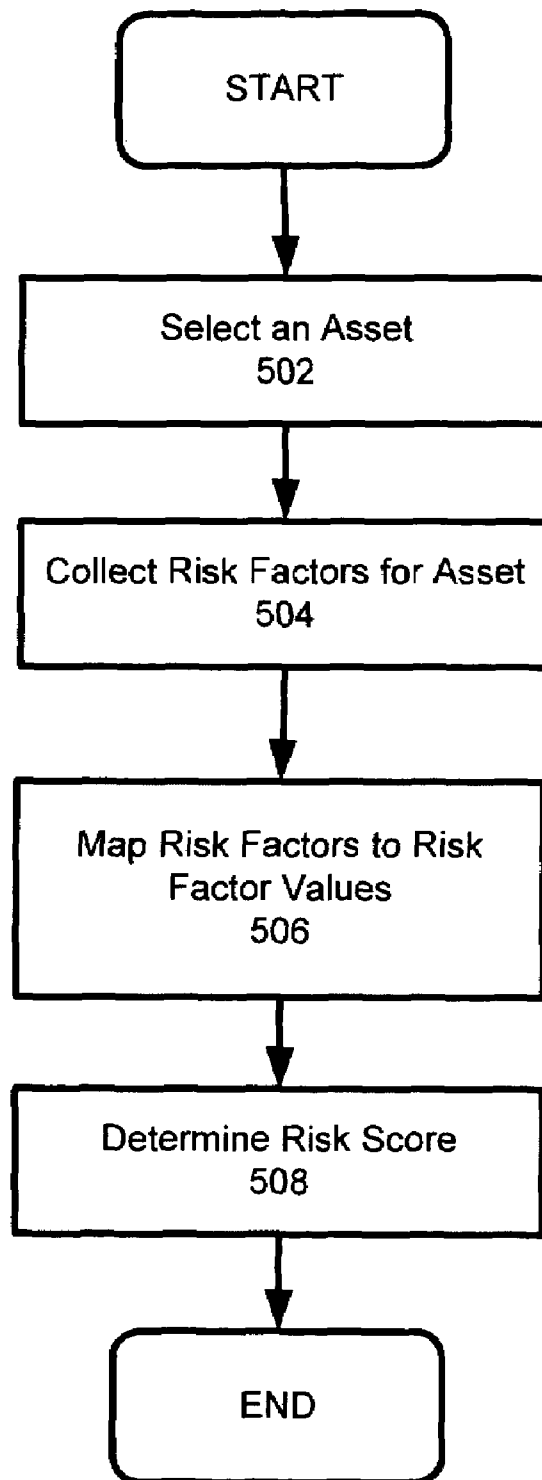 START
Select an Asset
502
Collect Risk Factors for Asset
504
Map Risk Factors to Risk
Factor Values
506
Determine Risk Score
508
END